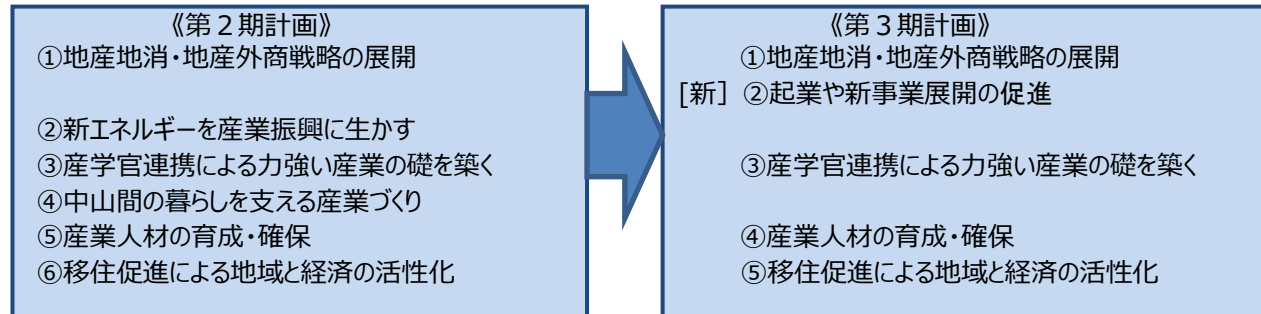 《第２期計画》
①地産地消・地産外商戦略の展開
②新エネルギーを産業振興に生かす
③産学官連携による力強い産業の礎を築く
④中山間の暮らしを支える産業づくり
⑤産業人材の育成・確保
⑥移住促進による地域と経済の活性化
《第３期計画》
①地産地消・地産外商戦略の展開
[新] ②起業や新事業展開の促進
③産学官連携による力強い産業の礎を築く
④産業人材の育成・確保
⑤移住促進による地域と経済の活性化